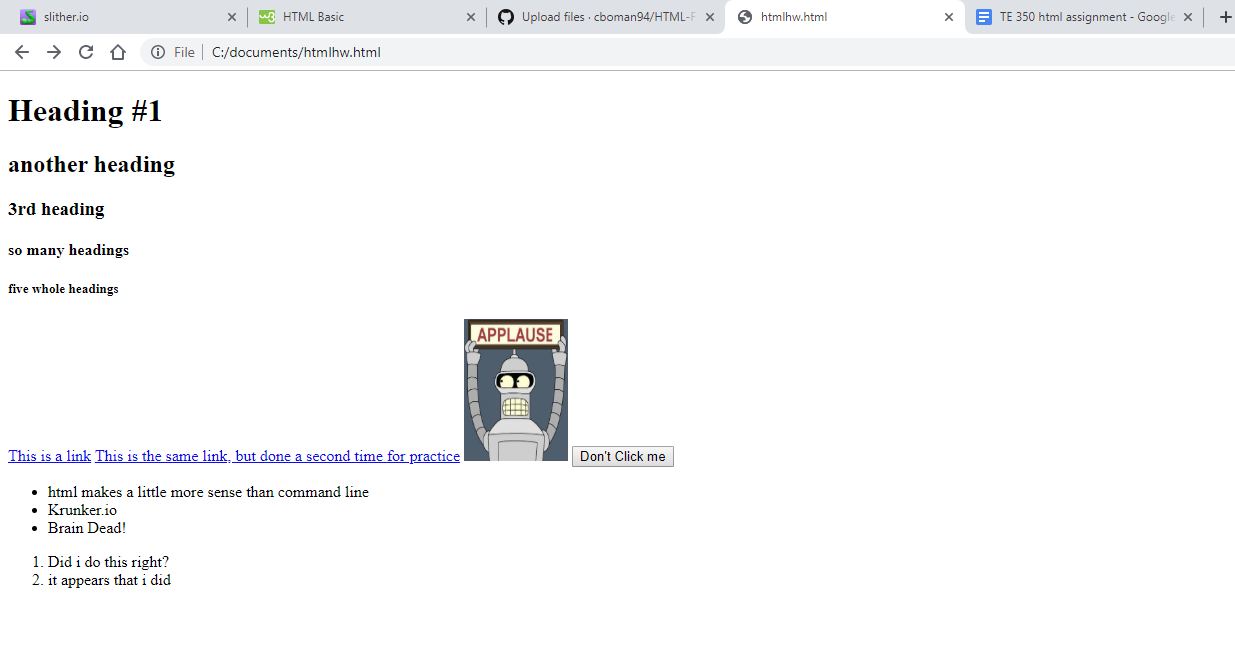 slither.io
HTML Basic
Upload files · cboman94/HTML-F
htmlhw.html
TE 350 html assignment - Google
File
C:/documents/htmlhw.html
Heading #1
another heading
3rd heading
so many headings
five whole headings
APPLAUSE
This is a link This is the same link, but done a second time for practice Don't Click me
• html makes a little more sense than command line
• Krunker.io
• Brain Dead!
1. Did i do this right?
2. it appears that i did